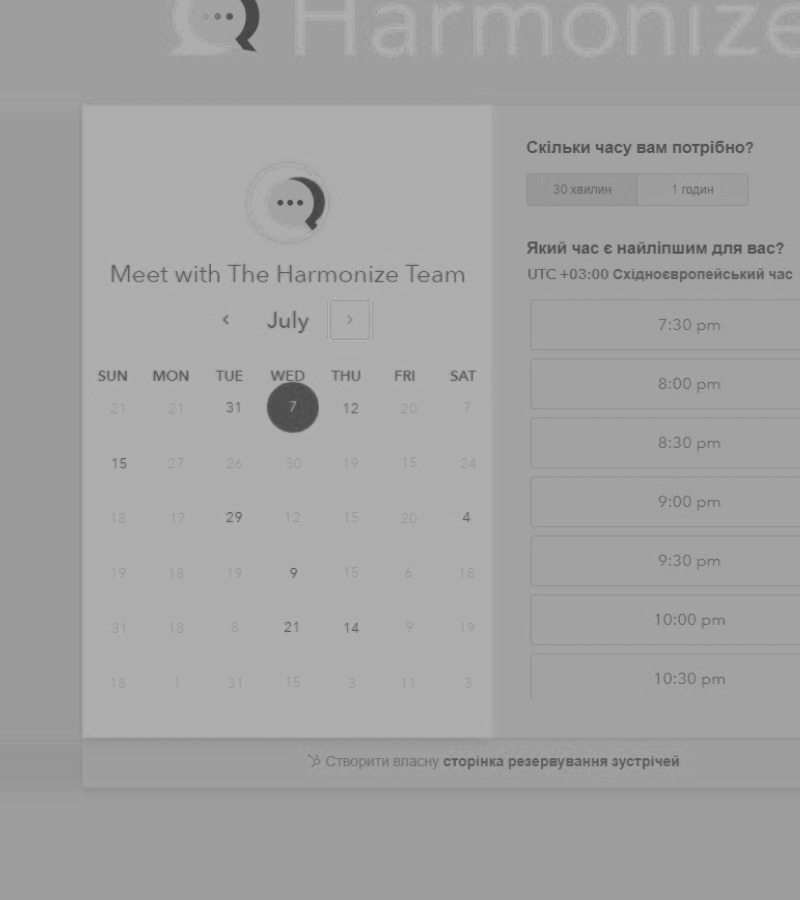 Harmonize
Meet with The Harmonize Team
July
SUN MON TUE WED THU FRI SAT
21 21 31 7 12 20 7
15 27 26 30 19 15 24
18 17 29 12 15 20 4
19 18 19 9 15 6 18
31 18 8 21 14 9 19
18 1 31 15 3 11 3
Скільки часу вам потрібно?
30 хвилин 1 годин
Який час є найліпшим для вас?
UTC +03:00 Східноєвропейський час
7:30 pm
8:00 pm
8:30 pm
9:00 pm
9:30 pm
10:00 pm
10:30 pm
Створити власну сторінка резервування зустрічей